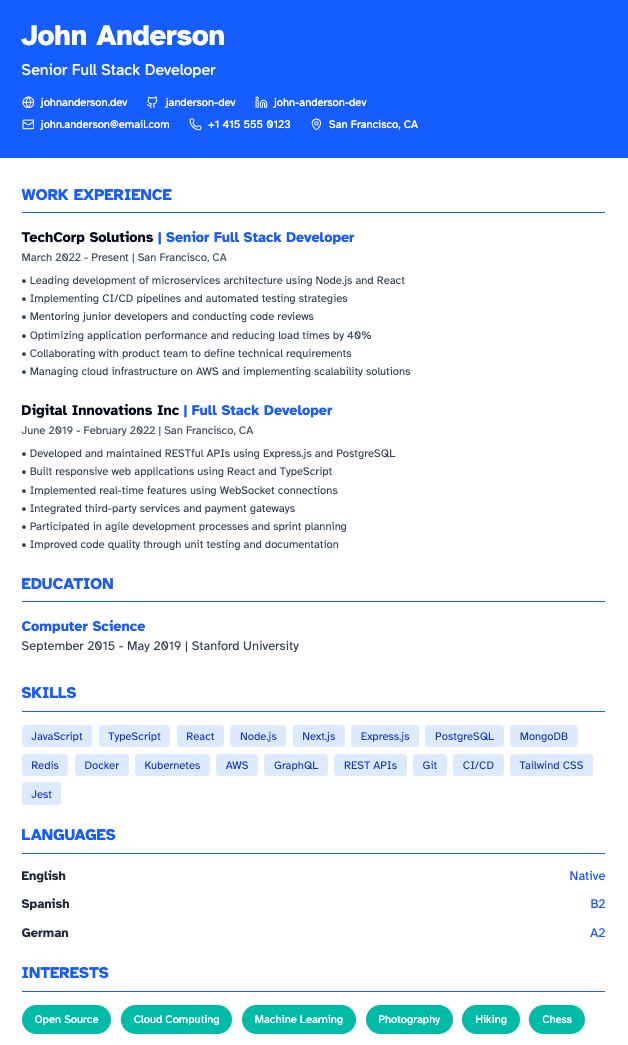 John Anderson
Senior Full Stack Developer
johnanderson.dev janderson-dev john-anderson-dev
john.anderson@email.com +1 415 555 0123 San Francisco, CA
WORK EXPERIENCE
TechCorp Solutions | Senior Full Stack Developer
March 2022 - Present | San Francisco, CA
• Leading development of microservices architecture using Node.js and React
• Implementing CI/CD pipelines and automated testing strategies
• Mentoring junior developers and conducting code reviews
• Optimizing application performance and reducing load times by 40%
• Collaborating with product team to define technical requirements
• Managing cloud infrastructure on AWS and implementing scalability solutions
Digital Innovations Inc | Full Stack Developer
June 2019 - February 2022 | San Francisco, CA
• Developed and maintained RESTful APIs using Express.js and PostgreSQL
• Built responsive web applications using React and TypeScript
• Implemented real-time features using WebSocket connections
• Integrated third-party services and payment gateways
• Participated in agile development processes and sprint planning
• Improved code quality through unit testing and documentation
EDUCATION
Computer Science
September 2015 - May 2019 | Stanford University
SKILLS
JavaScript TypeScript React Node.js Next.js Express.js PostgreSQL MongoDB
Redis Docker Kubernetes AWS GraphQL REST APIs Git CI/CD Tailwind CSS
Jest
LANGUAGES
English Native
Spanish B2
German A2
INTERESTS
Open Source Cloud Computing Machine Learning Photography Hiking Chess